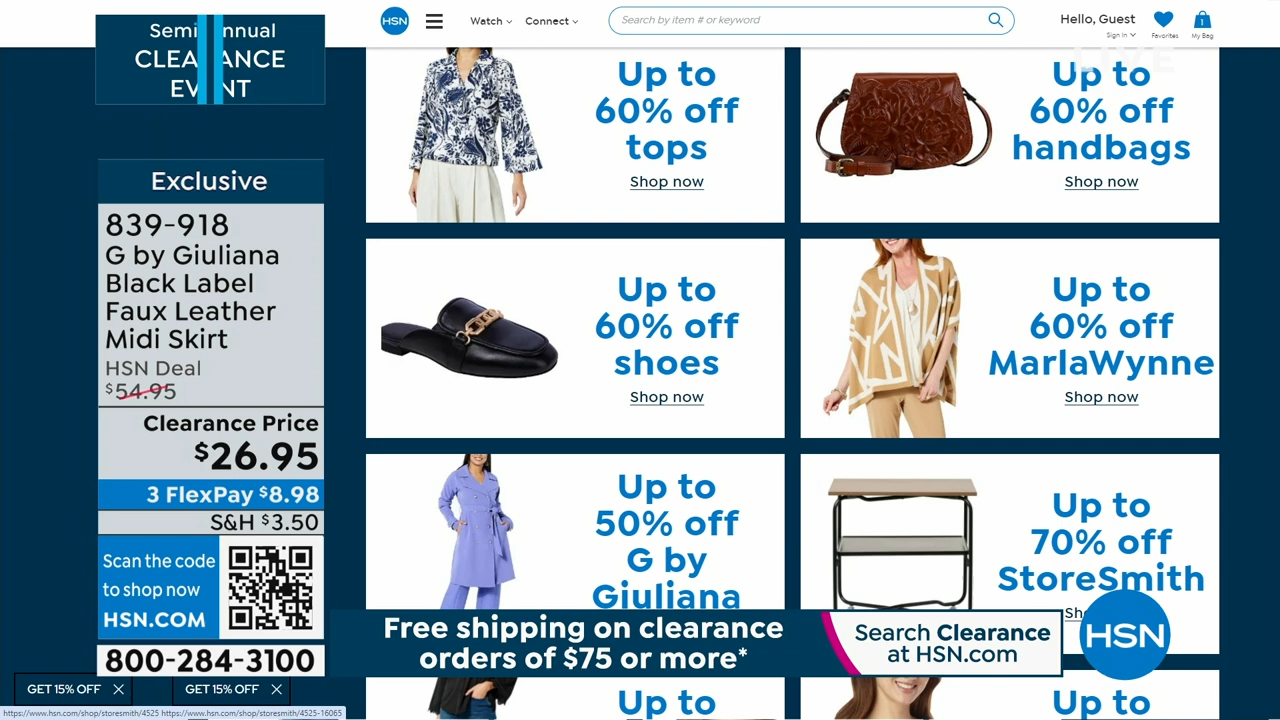 Semi Annual
CLEARANCE
EVENT
Exclusive
839-918
G by Giuliana
Black Label
Faux Leather
Midi Skirt
HSN Deal
$54.95
Clearance Price
$26.95
3 FlexPay $8.98
S&H $3.50
Scan the code
to shop now
HSN.COM
800-284-3100
GET 15% OFF
GET 15% OFF
https://www.hsn.com/shop/storesmith/4525 https://www.hsn.com/shop/storesmith/4525-16065
HSN
Watch
Connect
Search by item # or keyword
Hello, Guest
Sign In
Favorites
1
My Bag
LIVE
Up to
60% off
tops
Shop now
Up to
60% off
handbags
Shop now
Up to
60% off
shoes
Shop now
Up to
60% off
MarlaWynne
Shop now
Up to
50% off
G by
Giuliana
Up to
70% off
StoreSmith
Sho
Free shipping on clearance
orders of $75 or more*
Search Clearance
at HSN.com
HSN
Up to
Up to